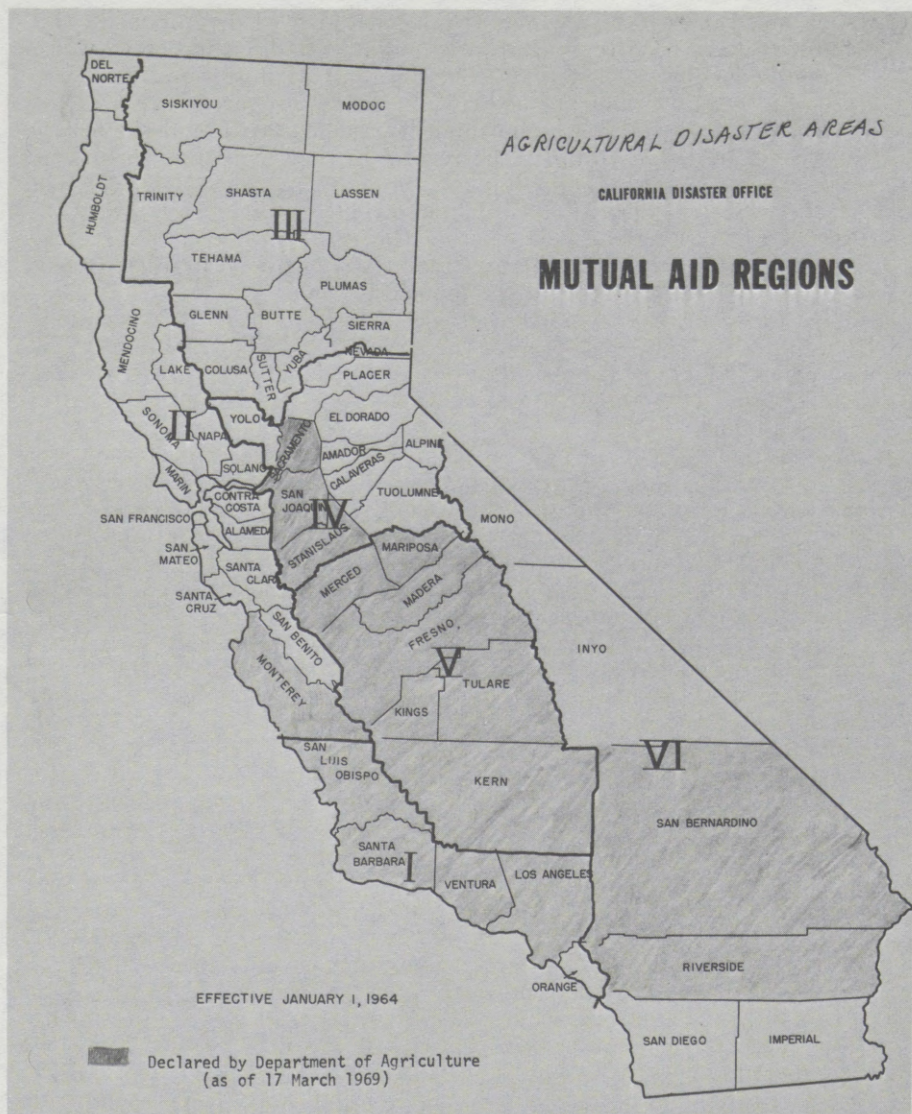 AGRICULTURAL DISASTER AREAS
CALIFORNIA DISASTER OFFICE
MUTUAL AID REGIONS
DEL NORTE
SISKIYOU
MODOC
HUMBOLDT
TRINITY
SHASTA
LASSEN
III
TEHAMA
PLUMAS
MENDOCINO
GLENN
BUTTE
SIERRA
LAKE
COLUSA
SUTTER
YUBA
NEVADA
PLACER
SONOMA
II
NAPA
YOLO
SACRAMENTO
EL DORADO
SOLANO
AMADOR
ALPINE
MARIN
CALAVERAS
CONTRA COSTA
SAN JOAQUIN
IV
TUOLUMNE
SAN FRANCISCO
ALAMEDA
MONO
SAN MATEO
STANISLAUS
MARIPOSA
SANTA CLARA
MERCED
SANTA CRUZ
MADERA
SAN BENITO
FRESNO
INYO
MONTEREY
V
TULARE
KINGS
SAN LUIS OBISPO
VI
KERN
SAN BERNARDINO
SANTA BARBARA
I
VENTURA
LOS ANGELES
RIVERSIDE
ORANGE
SAN DIEGO
IMPERIAL
EFFECTIVE JANUARY 1, 1964
Declared by Department of Agriculture
(as of 17 March 1969)